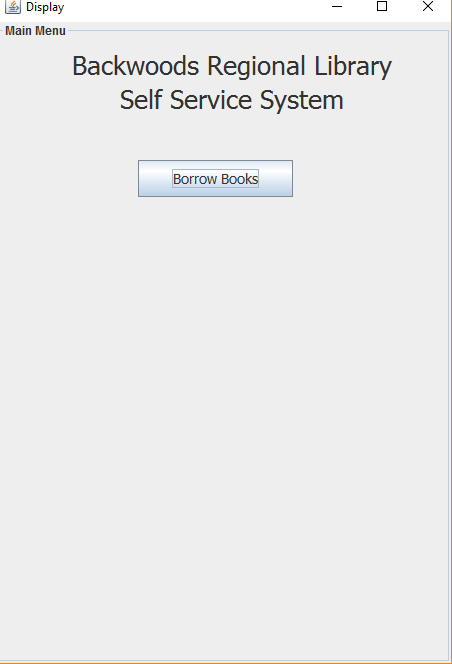 Display
Main Menu
Backwoods Regional Library
Self Service System
Borrow Books